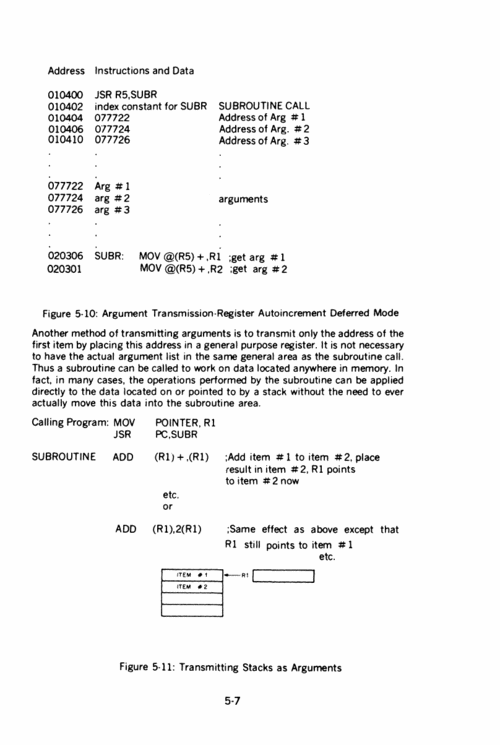 Address Instructions and Data
010400 JSR R5,SUBR
010402 index constant for SUBR SUBROUTINE CALL
010404 077722 Address of Arg # 1
010406 077724 Address of Arg. # 2
010410 077726 Address of Arg. # 3
. . .
. . .
. . .
077722 Arg # 1
077724 arg # 2 arguments
077726 arg # 3
. . .
. . .
. . .
020306 SUBR: MOV @(R5) + ,R1 ;get arg # 1
020301 MOV @(R5) + ,R2 ;get arg # 2
Figure 5-10: Argument Transmission-Register Autoincrement Deferred Mode
Another method of transmitting arguments is to transmit only the address of the
first item by placing this address in a general purpose register. It is not necessary
to have the actual argument list in the same general area as the subroutine call.
Thus a subroutine can be called to work on data located anywhere in memory. In
fact, in many cases, the operations performed by the subroutine can be applied
directly to the data located on or pointed to by a stack without the need to ever
actually move this data into the subroutine area.
Calling Program: MOV POINTER, R1
JSR PC,SUBR
SUBROUTINE ADD (R1) + ,(R1) ;Add item # 1 to item # 2, place
result in item # 2, R1 points
to item # 2 now
etc.
or
ADD (R1),2(R1) ;Same effect as above except that
R1 still points to item # 1
etc.
ITEM # 1 R1
ITEM # 2
Figure 5-11: Transmitting Stacks as Arguments
5-7